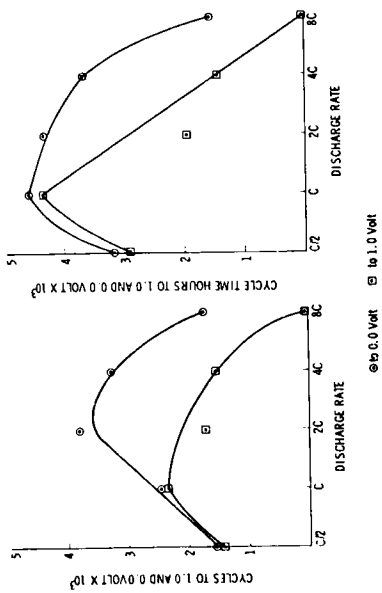 CYCLES TO 1.0 AND 0.0 VOLT X 10³
5
4
3
2
1
C/2 C 2C 4C 8C
DISCHARGE RATE
CYCLE TIME HOURS TO 1.0 AND 0.0 VOLT X 10³
5
4
3
2
1
C/2 C 2C 4C 8C
DISCHARGE RATE
to 0.0 Volt
to 1.0 Volt